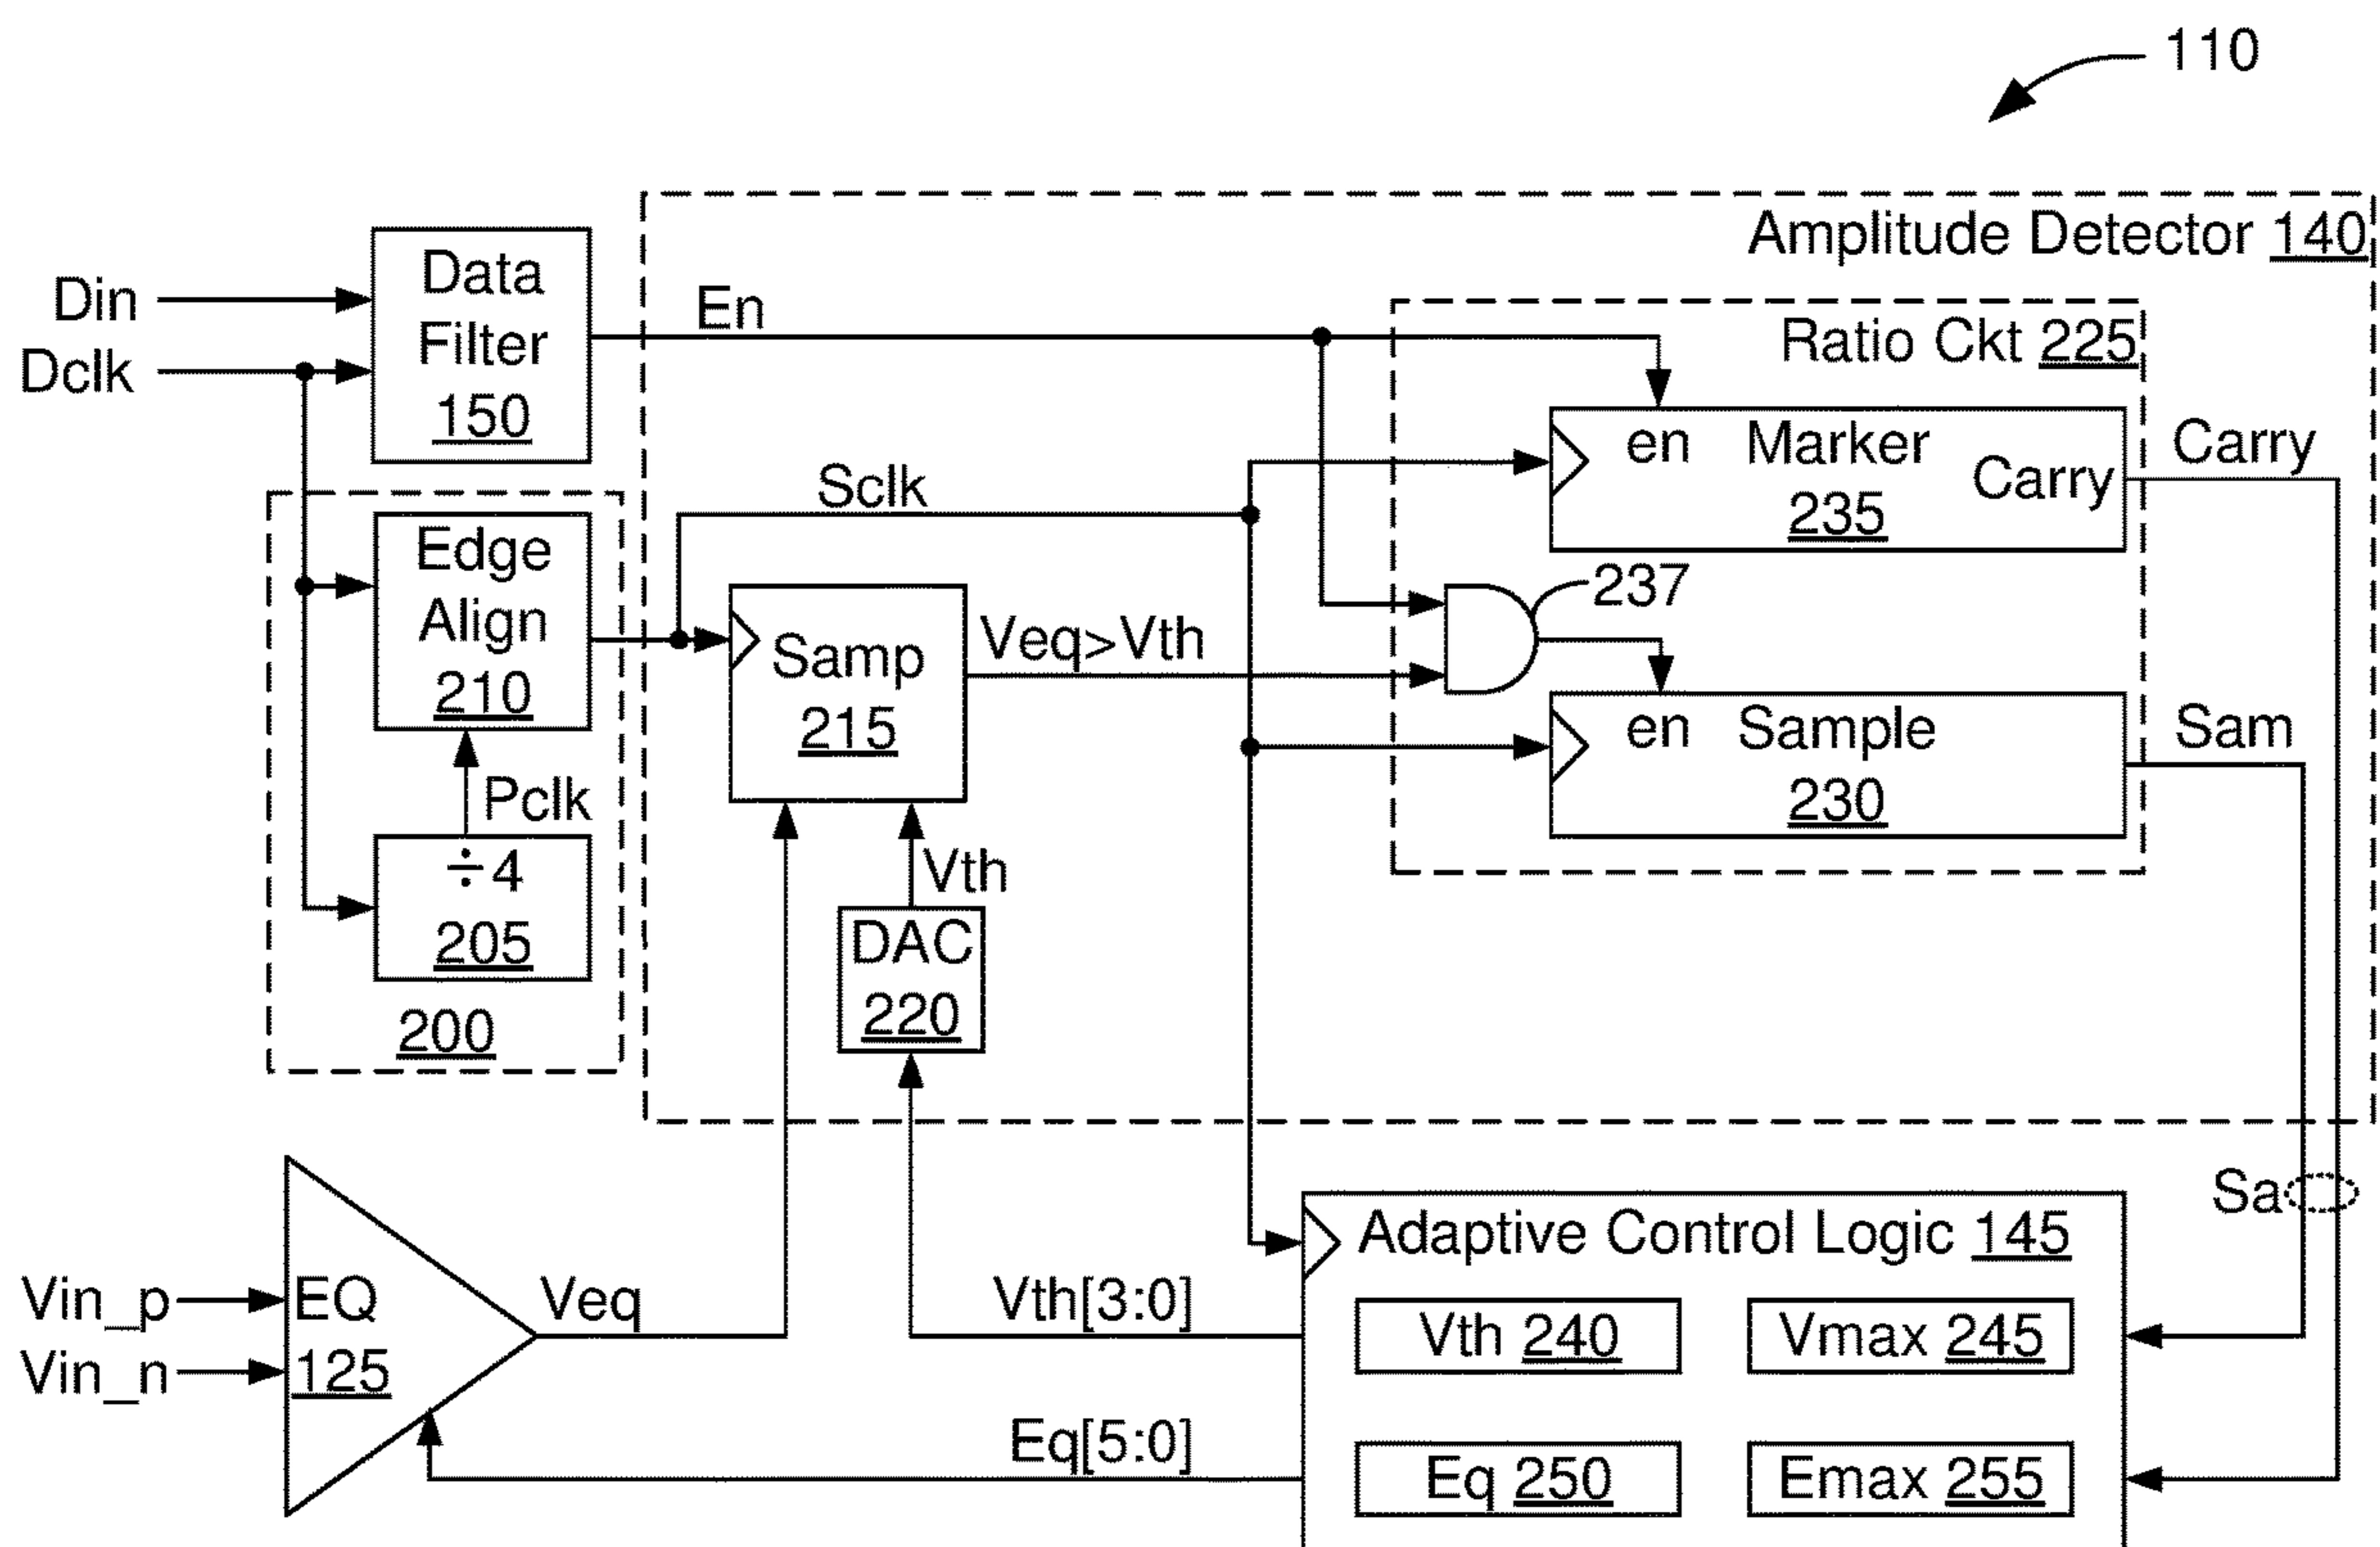 110
Amplitude Detector 140
Data
Filter
150
Din
Dclk
En
Ratio Ckt 225
en Marker
Carry
235
Carry
Sclk
Edge
Align
210
237
Samp
215
Veq>Vth
en Sample
230
Sam
Pclk
÷4
205
200
Vth
DAC
220
Sa
Adaptive Control Logic 145
Vin_p
Vin_n
EQ
125
Veq
Vth[3:0]
Vth 240
Vmax 245
Eq[5:0]
Eq 250
Emax 255